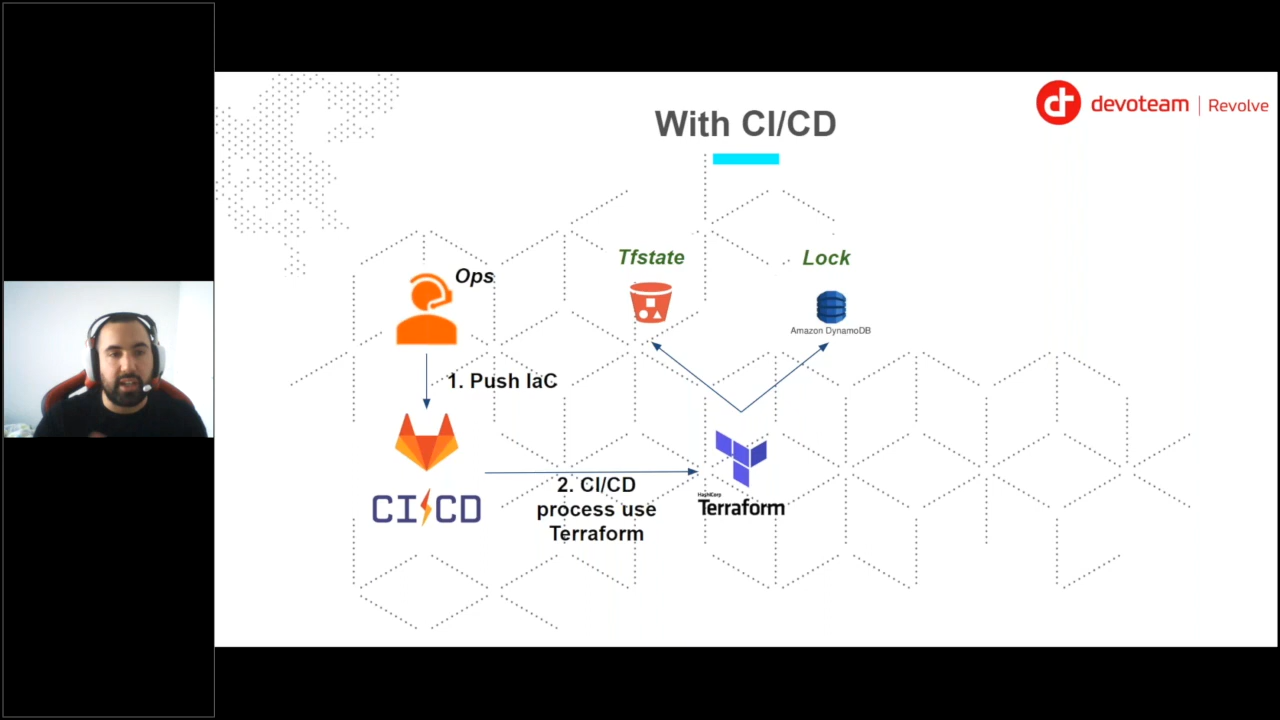 devoteam | Revolve
With CI/CD
Ops
Tfstate
Lock
Amazon DynamoDB
1. Push IaC
CI CD
2. CI/CD
process use
Terraform
HashiCorp
Terraform